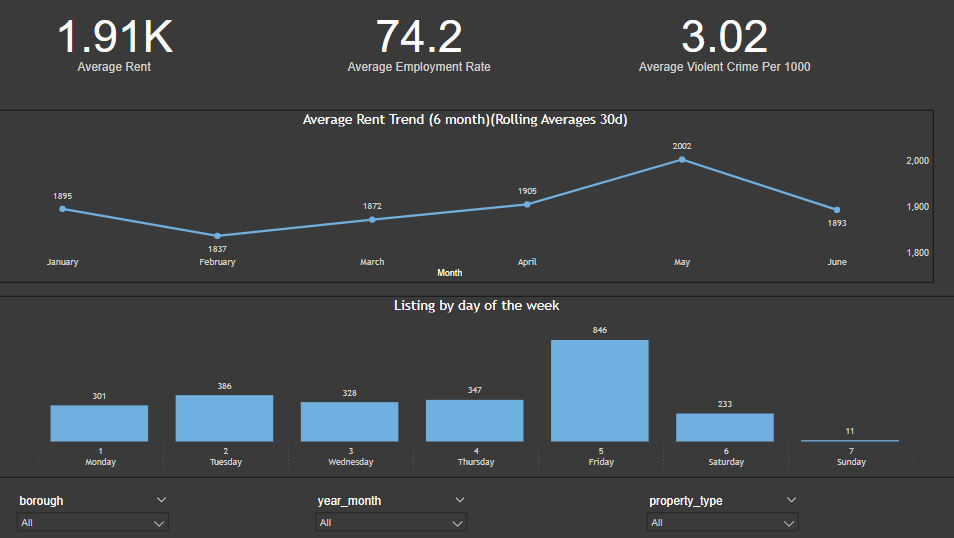 1.91K 74.2 3.02
Average Rent Average Employment Rate Average Violent Crime Per 1000
Average Rent Trend (6 month)(Rolling Averages 30d)
2002
2,000
1895 1872 1905
1,900
1837 1893
1,800
January February March April May June
Month
Listing by day of the week
846
301 386 328 347 233 11
1 2 3 4 5 6 7
Monday Tuesday Wednesday Thursday Friday Saturday Sunday
borough year_month property_type
All All All